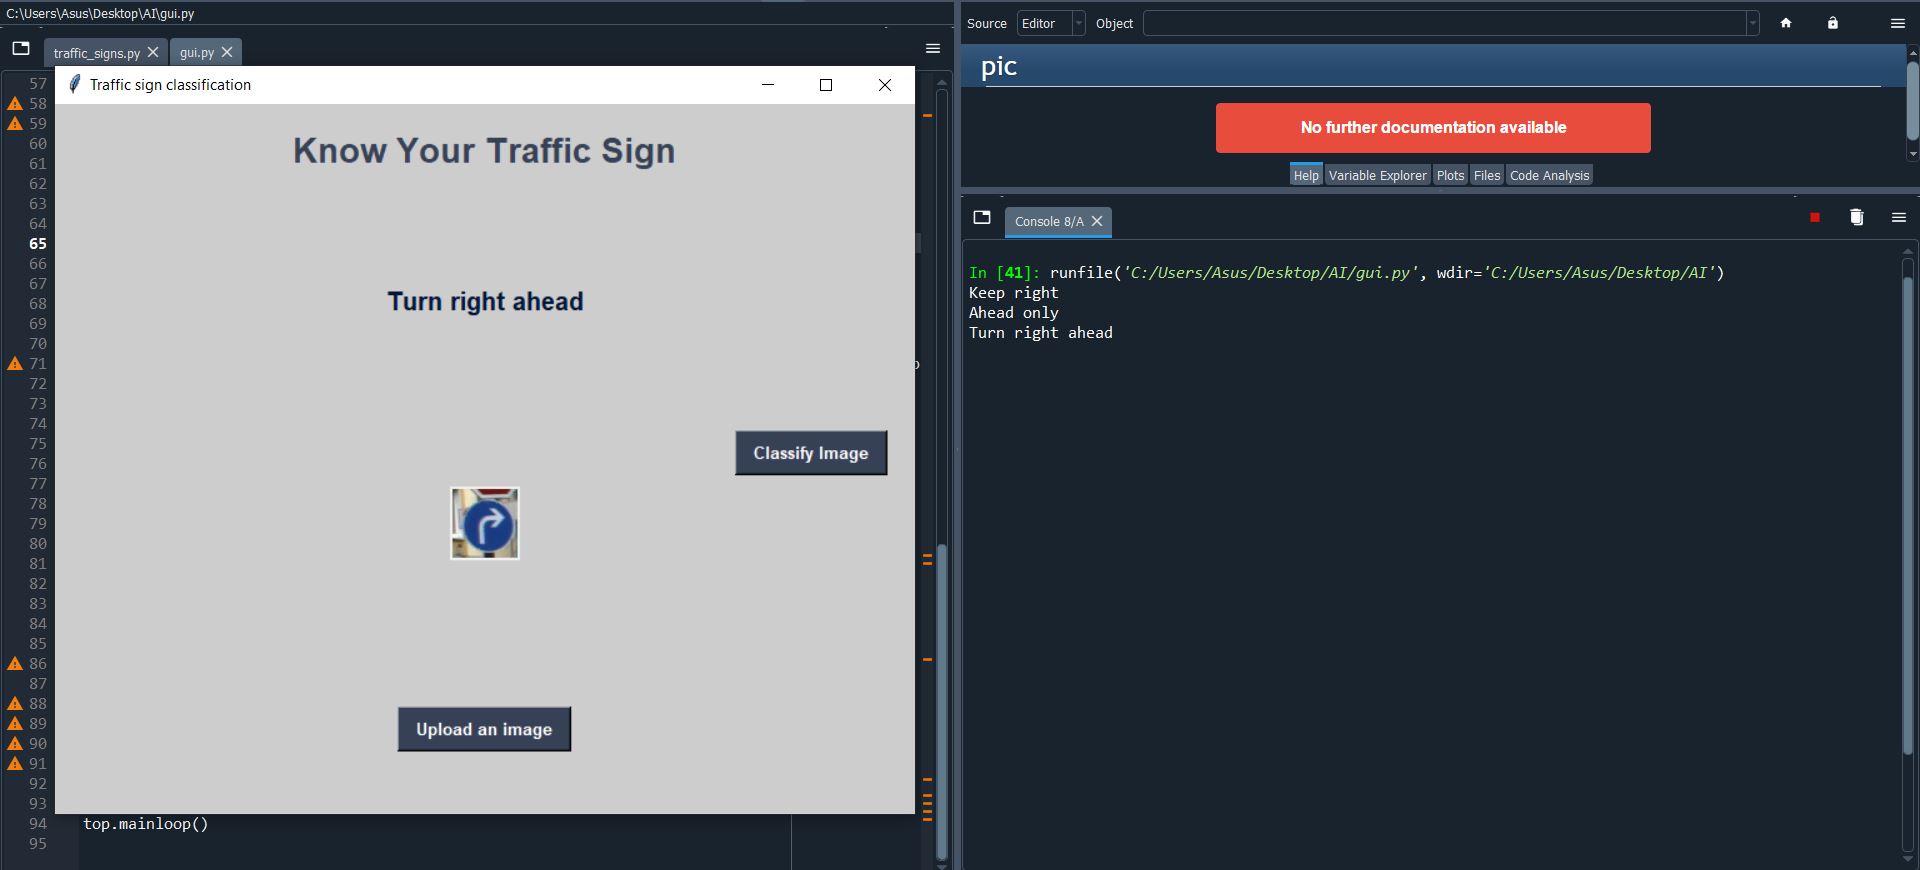 C:\Users\Asus\Desktop\AI\gui.py
traffic_signs.py
gui.py
Traffic sign classification
Know Your Traffic Sign
Turn right ahead
Classify Image
Upload an image
57
58
59
60
61
62
63
64
65
66
67
68
69
70
71
72
73
74
75
76
77
78
79
80
81
82
83
84
85
86
87
88
89
90
91
92
93
94 top.mainloop()
95
Source Editor Object
pic
No further documentation available
Help Variable Explorer Plots Files Code Analysis
Console 8/A
In [41]: runfile('C:/Users/Asus/Desktop/AI/gui.py', wdir='C:/Users/Asus/Desktop/AI')
Keep right
Ahead only
Turn right ahead